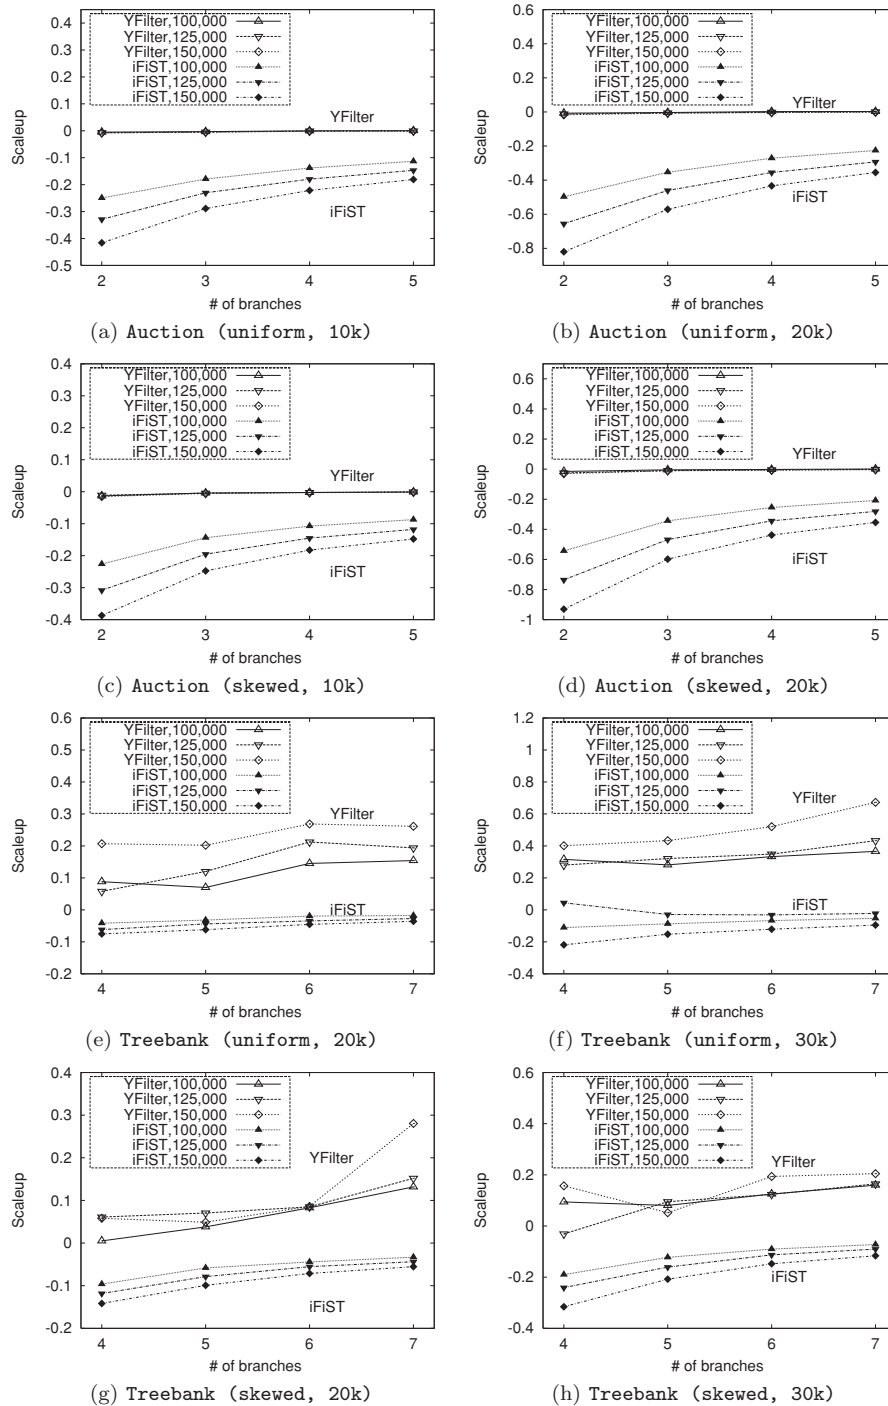 0.4
0.3
0.2
0.1
0
-0.1
-0.2
-0.3
-0.4
-0.5
Scaleup
YFilter,100,000
YFilter,125,000
YFilter,150,000
iFiST,100,000
iFiST,125,000
iFiST,150,000
YFilter
iFiST
2 3 4 5
# of branches
(a) Auction (uniform, 10k)
0.6
0.4
0.2
0
-0.2
-0.4
-0.6
-0.8
Scaleup
YFilter,100,000
YFilter,125,000
YFilter,150,000
iFiST,100,000
iFiST,125,000
iFiST,150,000
YFilter
iFiST
2 3 4 5
# of branches
(b) Auction (uniform, 20k)
0.4
0.3
0.2
0.1
0
-0.1
-0.2
-0.3
-0.4
Scaleup
YFilter,100,000
YFilter,125,000
YFilter,150,000
iFiST,100,000
iFiST,125,000
iFiST,150,000
YFilter
iFiST
2 3 4 5
# of branches
(c) Auction (skewed, 10k)
0.6
0.4
0.2
0
-0.2
-0.4
-0.6
-0.8
-1
Scaleup
YFilter,100,000
YFilter,125,000
YFilter,150,000
iFiST,100,000
iFiST,125,000
iFiST,150,000
YFilter
iFiST
2 3 4 5
# of branches
(d) Auction (skewed, 20k)
0.6
0.5
0.4
0.3
0.2
0.1
0
-0.1
-0.2
Scaleup
YFilter,100,000
YFilter,125,000
YFilter,150,000
iFiST,100,000
iFiST,125,000
iFiST,150,000
YFilter
iFiST
4 5 6 7
# of branches
(e) Treebank (uniform, 20k)
1.2
1
0.8
0.6
0.4
0.2
0
-0.2
-0.4
Scaleup
YFilter,100,000
YFilter,125,000
YFilter,150,000
iFiST,100,000
iFiST,125,000
iFiST,150,000
YFilter
iFiST
4 5 6 7
# of branches
(f) Treebank (uniform, 30k)
0.4
0.3
0.2
0.1
0
-0.1
-0.2
Scaleup
YFilter,100,000
YFilter,125,000
YFilter,150,000
iFiST,100,000
iFiST,125,000
iFiST,150,000
YFilter
iFiST
4 5 6 7
# of branches
(g) Treebank (skewed, 20k)
0.6
0.4
0.2
0
-0.2
-0.4
Scaleup
YFilter,100,000
YFilter,125,000
YFilter,150,000
iFiST,100,000
iFiST,125,000
iFiST,150,000
YFilter
iFiST
4 5 6 7
# of branches
(h) Treebank (skewed, 30k)